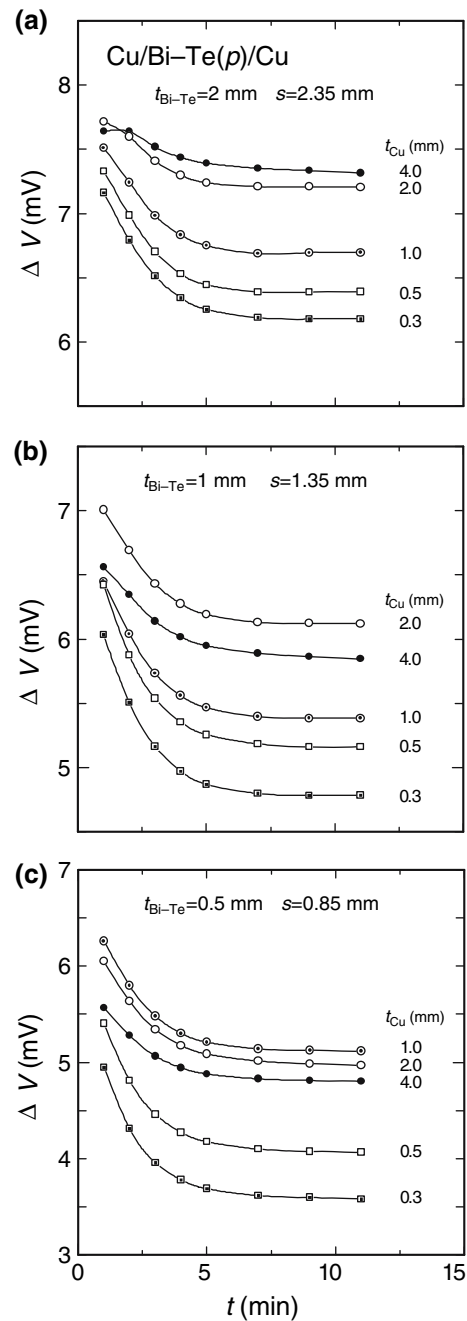 (a)
Cu/Bi–Te(p)/Cu
tBi–Te=2 mm s=2.35 mm
tCu (mm)
4.0
2.0
1.0
0.5
0.3
8
7
6
Δ V (mV)
(b)
tBi–Te=1 mm s=1.35 mm
tCu (mm)
2.0
4.0
1.0
0.5
0.3
7
6
5
Δ V (mV)
(c)
tBi–Te=0.5 mm s=0.85 mm
tCu (mm)
1.0
2.0
4.0
0.5
0.3
7
6
5
4
3
Δ V (mV)
0 5 10 15
t (min)